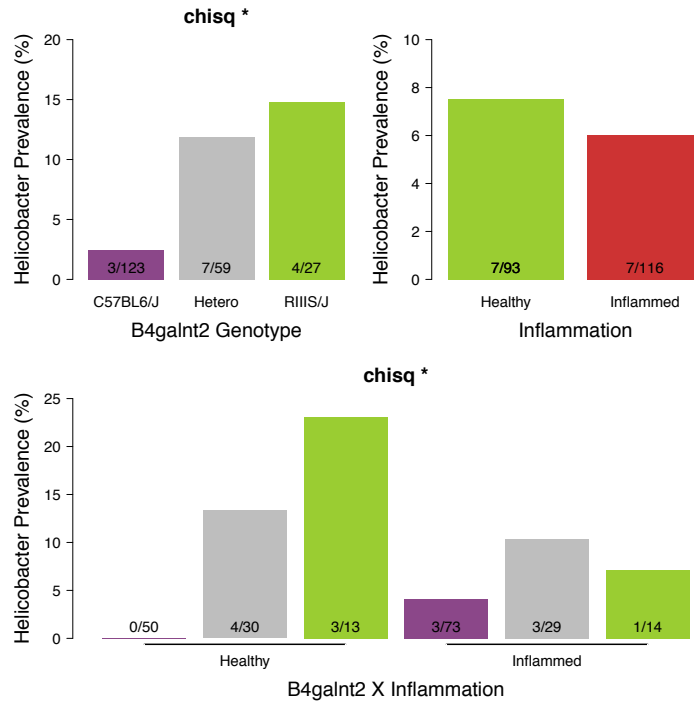 chisq *
Helicobacter Prevalence (%)
20
15
10
5
0
3/123
7/59
4/27
C57BL6/J
Hetero
RIIIS/J
B4galnt2 Genotype
Helicobacter Prevalence (%)
10
8
6
4
2
0
7/93
7/116
Healthy
Inflammed
Inflammation
chisq *
Helicobacter Prevalence (%)
25
20
15
10
5
0
0/50
4/30
3/13
3/73
3/29
1/14
Healthy
Inflammed
B4galnt2 X Inflammation